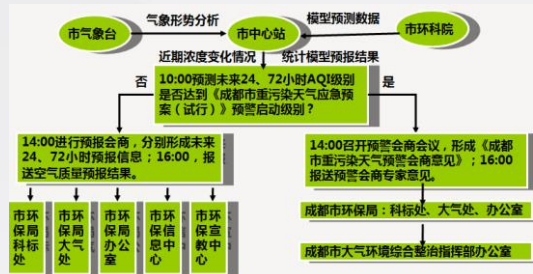 气象形势分析
模型预测数据
市气象台
市中心站
市环科院
近期浓度变化情况
统计模型预报结果
否
10:00预测未来24、72小时AQI级别
是否达到《成都市重污染天气应急预
案（试行）》预警启动级别？
是
14:00进行预报会商，分别形成未来
24、72小时预报信息；16:00，报
送空气质量预报结果。
14:00召开预警会商会议，形成《成都
市重污染天气预警会商意见》；16:00
报送预警会商专家意见。
市环保局科标处
市环保局大气处
市环保局办公室
市环保信息中心
市环保宣教中心
成都市环保局：科标处、大气处、办公室
成都市大气环境综合整治指挥部办公室